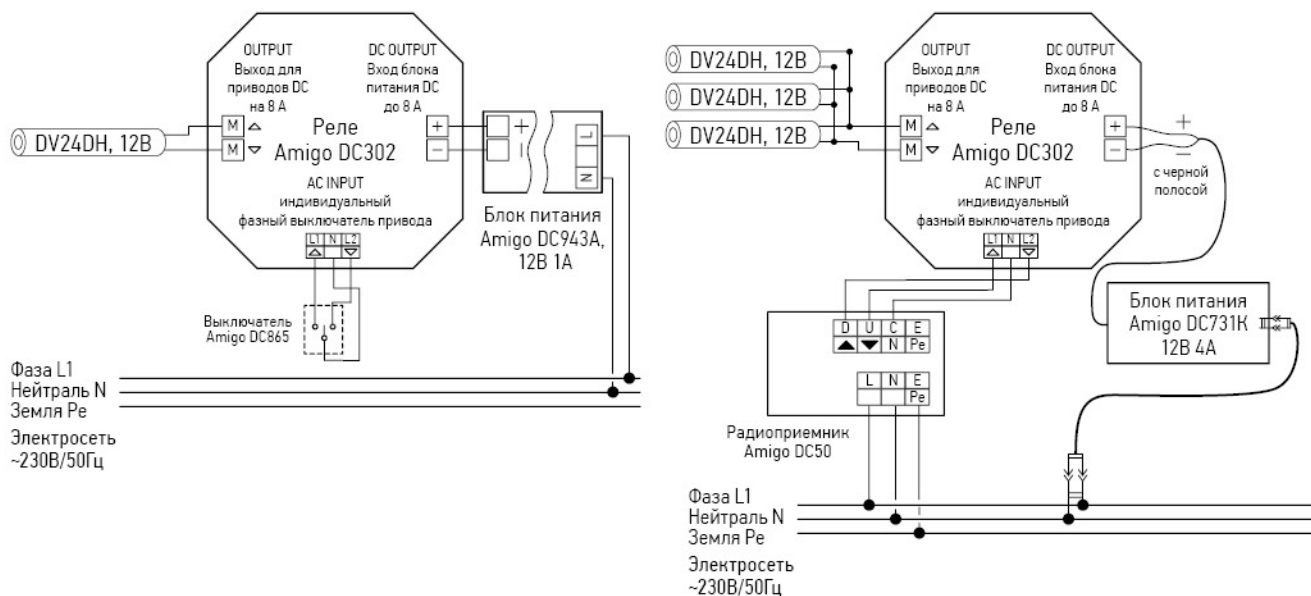 OUTPUT
Выход для
приводов DC
на 8 А
DC OUTPUT
Вход блока
питания DC
до 8 А
DV24DH, 12В
M
M
Реле
Amigo DC302
+
−
+
−
L
N
AC INPUT
индивидуальный
фазный выключатель привода
L1 N L2
Блок питания
Amigo DC943A,
12В 1А
Выключатель
Amigo DC865
Фаза L1
Нейтраль N
Земля Pe
Электросеть
~230В/50Гц
DV24DH, 12В
DV24DH, 12В
DV24DH, 12В
OUTPUT
Выход для
приводов DC
на 8 А
DC OUTPUT
Вход блока
питания DC
до 8 А
M
M
Реле
Amigo DC302
+
−
+
−
с черной
полосой
AC INPUT
индивидуальный
фазный выключатель привода
L1 N L2
Блок питания
Amigo DC731К
12В 4А
D U C E
N Pe
L N E
Pe
Радиоприемник
Amigo DC50
Фаза L1
Нейтраль N
Земля Pe
Электросеть
~230В/50Гц